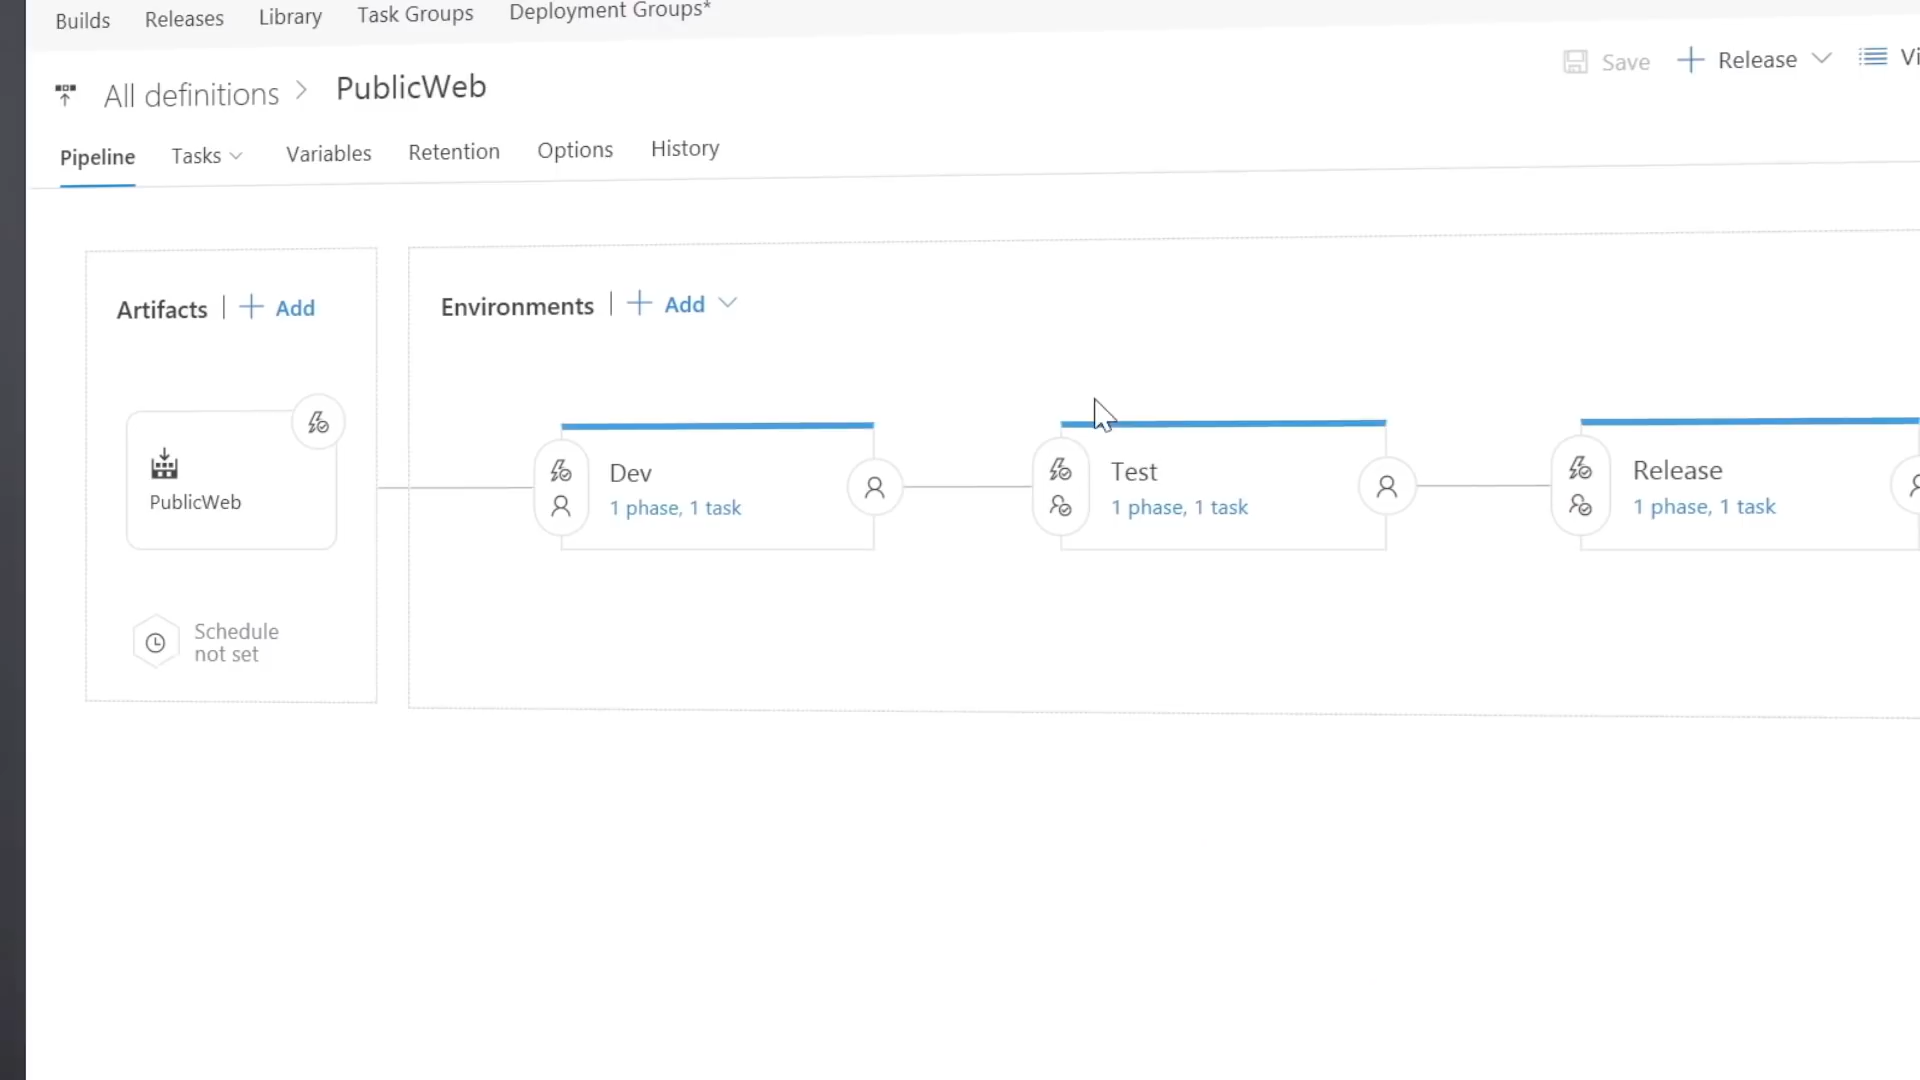 Builds Releases Library Task Groups Deployment Groups*
All definitions > PublicWeb
Save + Release
Pipeline Tasks Variables Retention Options History
Artifacts | + Add
Environments | + Add
PublicWeb
Dev
1 phase, 1 task
Test
1 phase, 1 task
Release
1 phase, 1 task
Schedule
not set